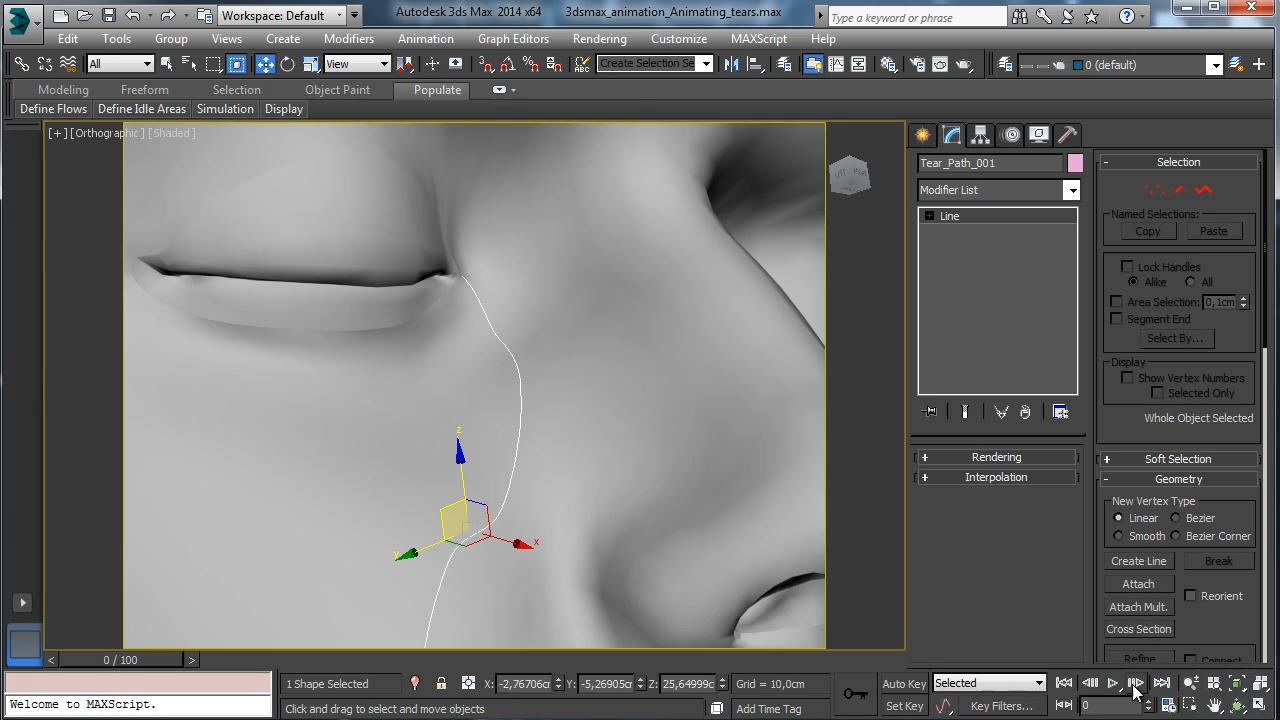 Workspace: Default
Autodesk 3ds Max 2014 x64
3dsmax_animation_Animating_tears.max
Type a keyword or phrase
Edit
Tools
Group
Views
Create
Modifiers
Animation
Graph Editors
Rendering
Customize
MAXScript
Help
All
View
Create Selection Se
0 (default)
Modeling
Freeform
Selection
Object Paint
Populate
Define Flows
Define Idle Areas
Simulation
Display
[+][Orthographic][Shaded]
Tear_Path_001
Modifier List
Line
Rendering
Interpolation
Selection
Named Selections:
Copy
Paste
Lock Handles
Alike
All
Area Selection:
0,1cm
Segment End
Select By...
Display
Show Vertex Numbers
Selected Only
Whole Object Selected
Soft Selection
Geometry
New Vertex Type
Linear
Bezier
Smooth
Bezier Corner
Create Line
Break
Attach
Reorient
Attach Mult.
Cross Section
Refine
Connect
z
x
y
0 / 100
Welcome to MAXScript.
1 Shape Selected
X: -2,76706cm
Y: -5,26905cm
Z: 25,64999cm
Grid = 10,0cm
Click and drag to select and move objects
Add Time Tag
Auto Key
Selected
Set Key
Key Filters...
0